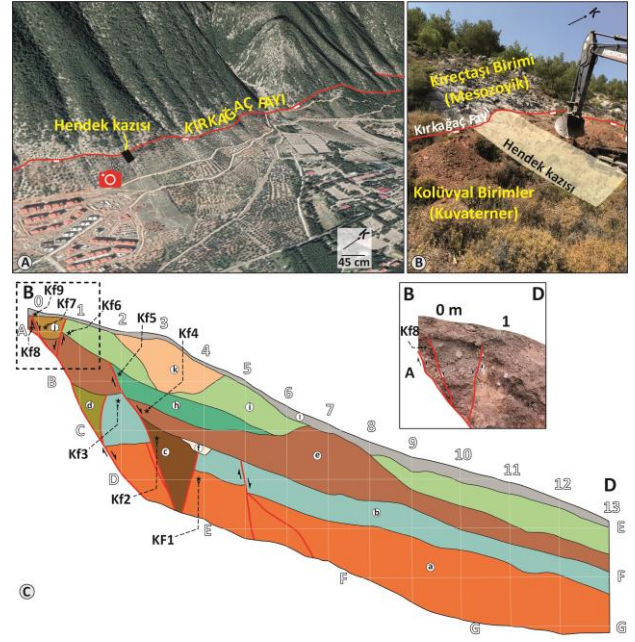 Hendek kazısı
KIRKAĞAÇ FAYI
K
45 cm
A
K
Kireçtaşı Birimi
(Mesozoyik)
Kırkağaç Fay
Hendek kazısı
Kolüvyal Birimler
(Kuvaterner)
B
B
0
Kf9
Kf7
Kf6
1
2
3
Kf5
Kf4
4
5
6
7
8
9
10
11
12
13
D
A
Kf8
j
B
k
i
h
l
d
Kf3
C
c
f
e
D
Kf2
KF1
E
b
a
F
G
E
F
G
C
B
D
0 m
1
Kf8
A